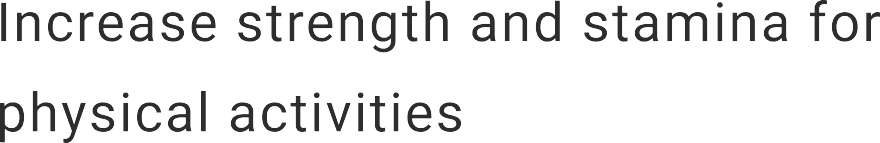 Increase strength and stamina for
physical activities